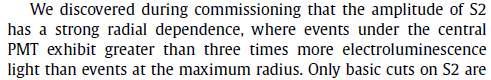 We discovered during commissioning that the amplitude of S2
has a strong radial dependence, where events under the central
PMT exhibit greater than three times more electroluminescence
light than events at the maximum radius. Only basic cuts on S2 are